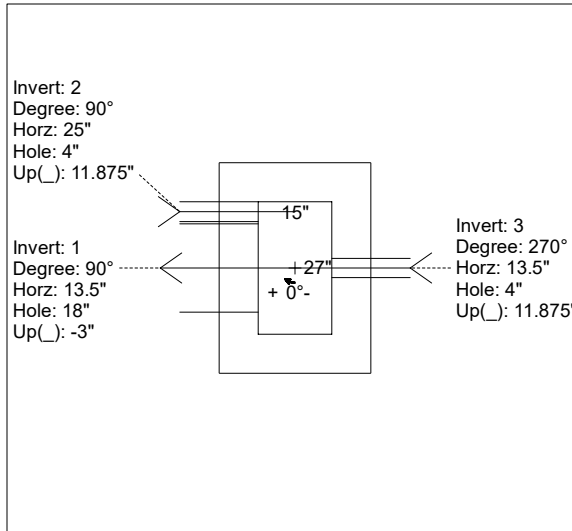 Invert: 2
Degree: 90°
Horz: 25"
Hole: 4"
Up(_): 11.875"
15"
Invert: 1
Degree: 90°
Horz: 13.5"
Hole: 18"
Up(_): -3"
27"
+ 0°-
Invert: 3
Degree: 270°
Horz: 13.5"
Hole: 4"
Up(_): 11.875"